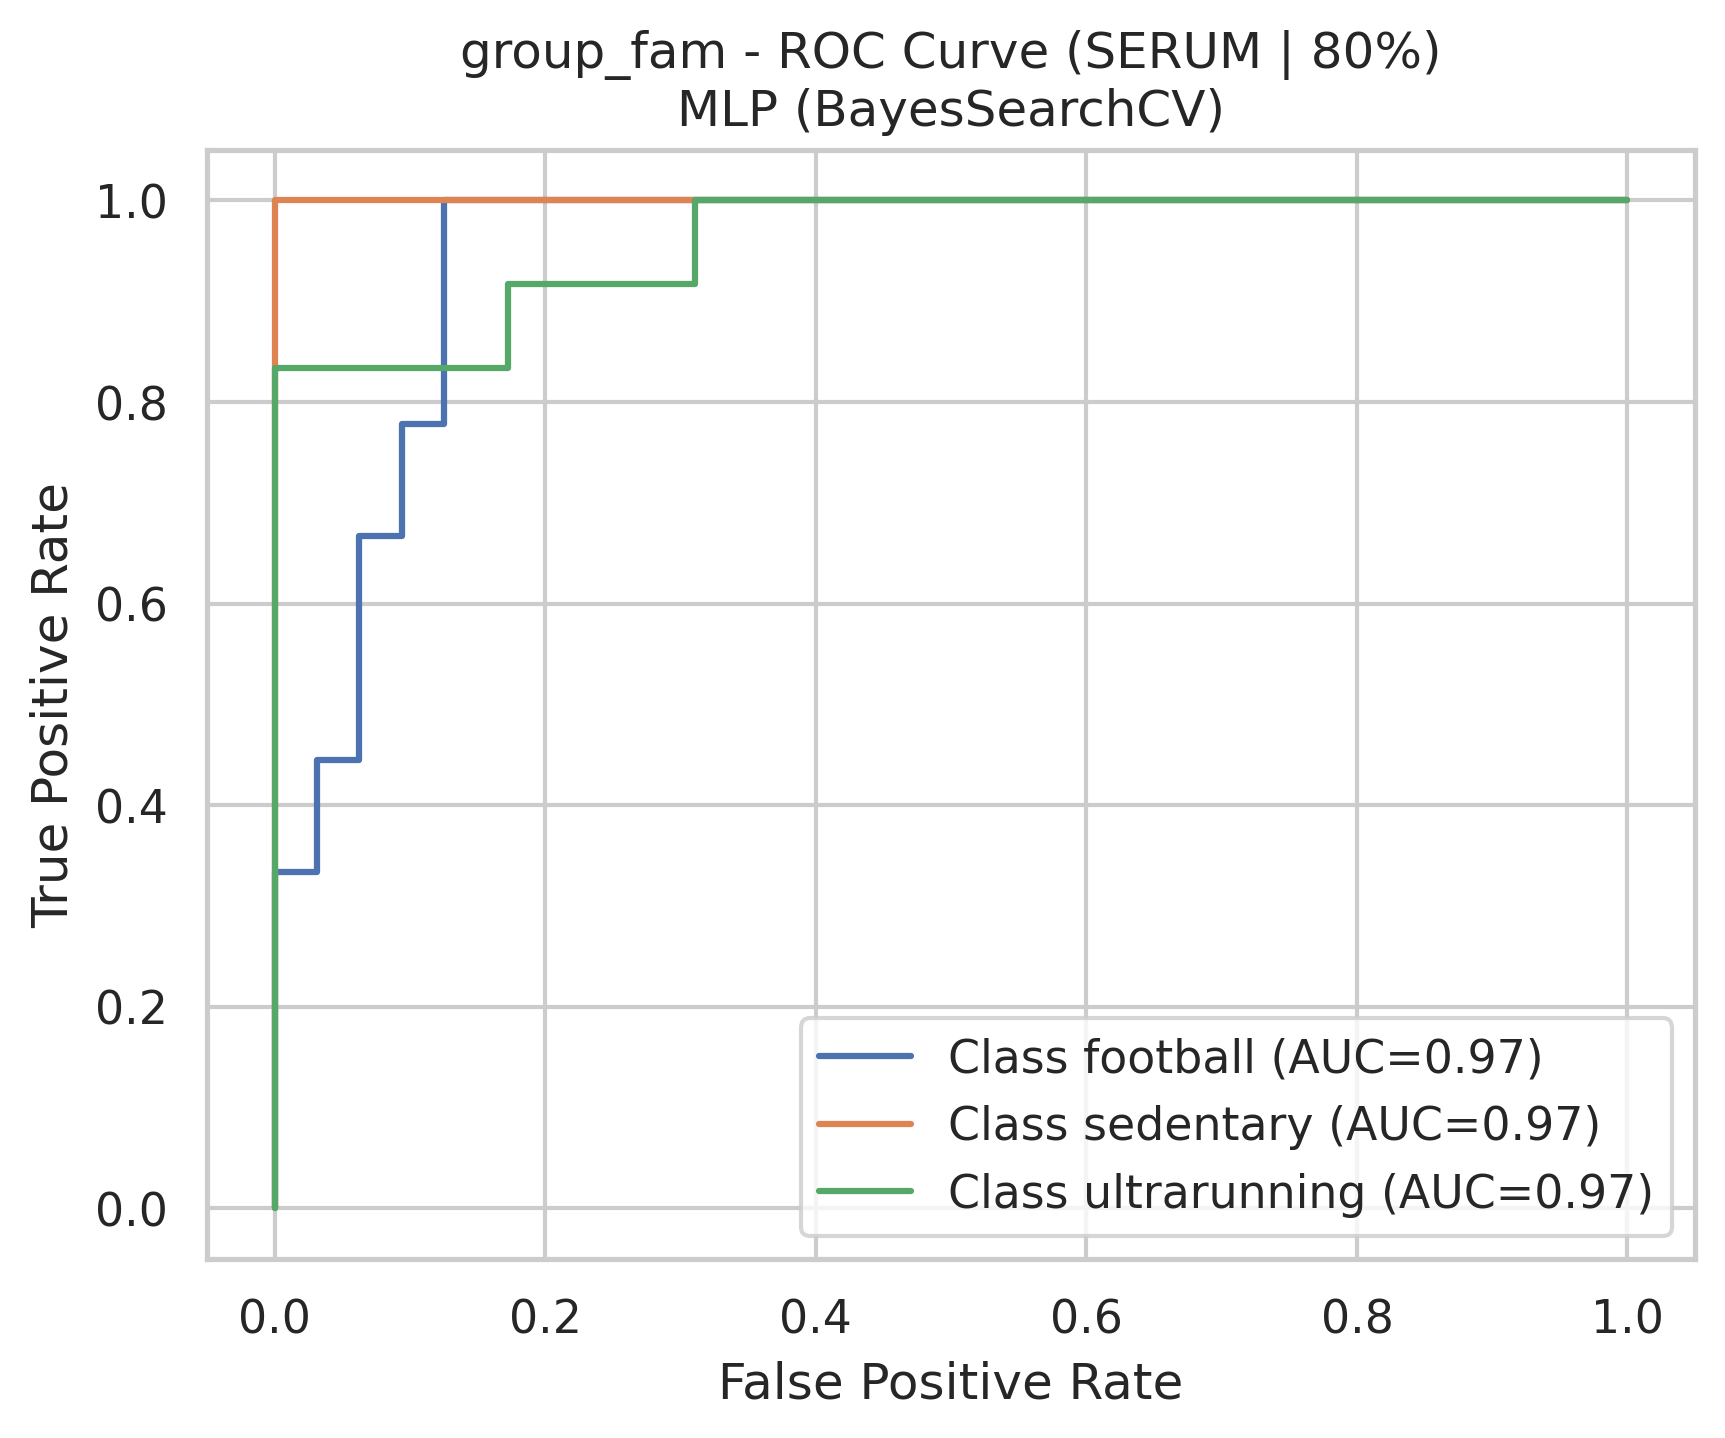 group_fam - ROC Curve (SERUM | 80%)
MLP (BayesSearchCV)
1.0
0.8
0.6
0.4
0.2
0.0
True Positive Rate
Class football (AUC=0.97)
Class sedentary (AUC=0.97)
Class ultrarunning (AUC=0.97)
0.0 0.2 0.4 0.6 0.8 1.0
False Positive Rate